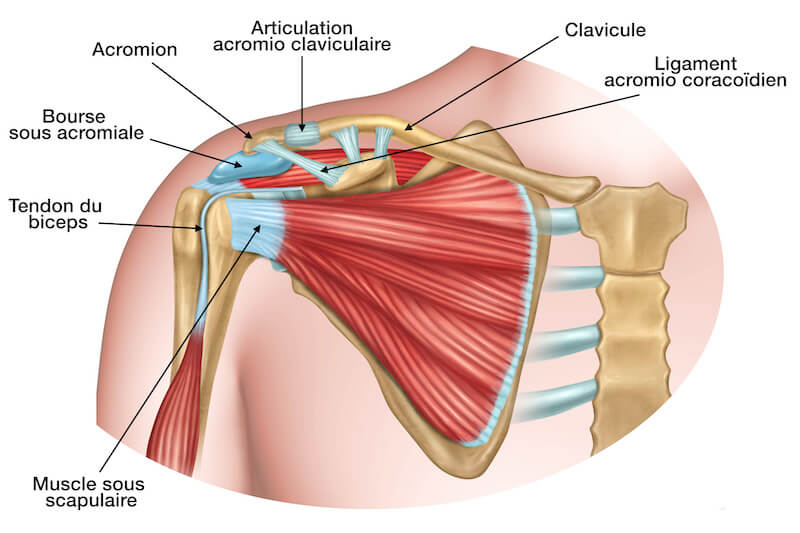 Articulation
acromio claviculaire
Clavicule
Acromion
Ligament
acromio coracoïdien
Bourse
sous acromiale
Tendon du
biceps
Muscle sous
scapulaire